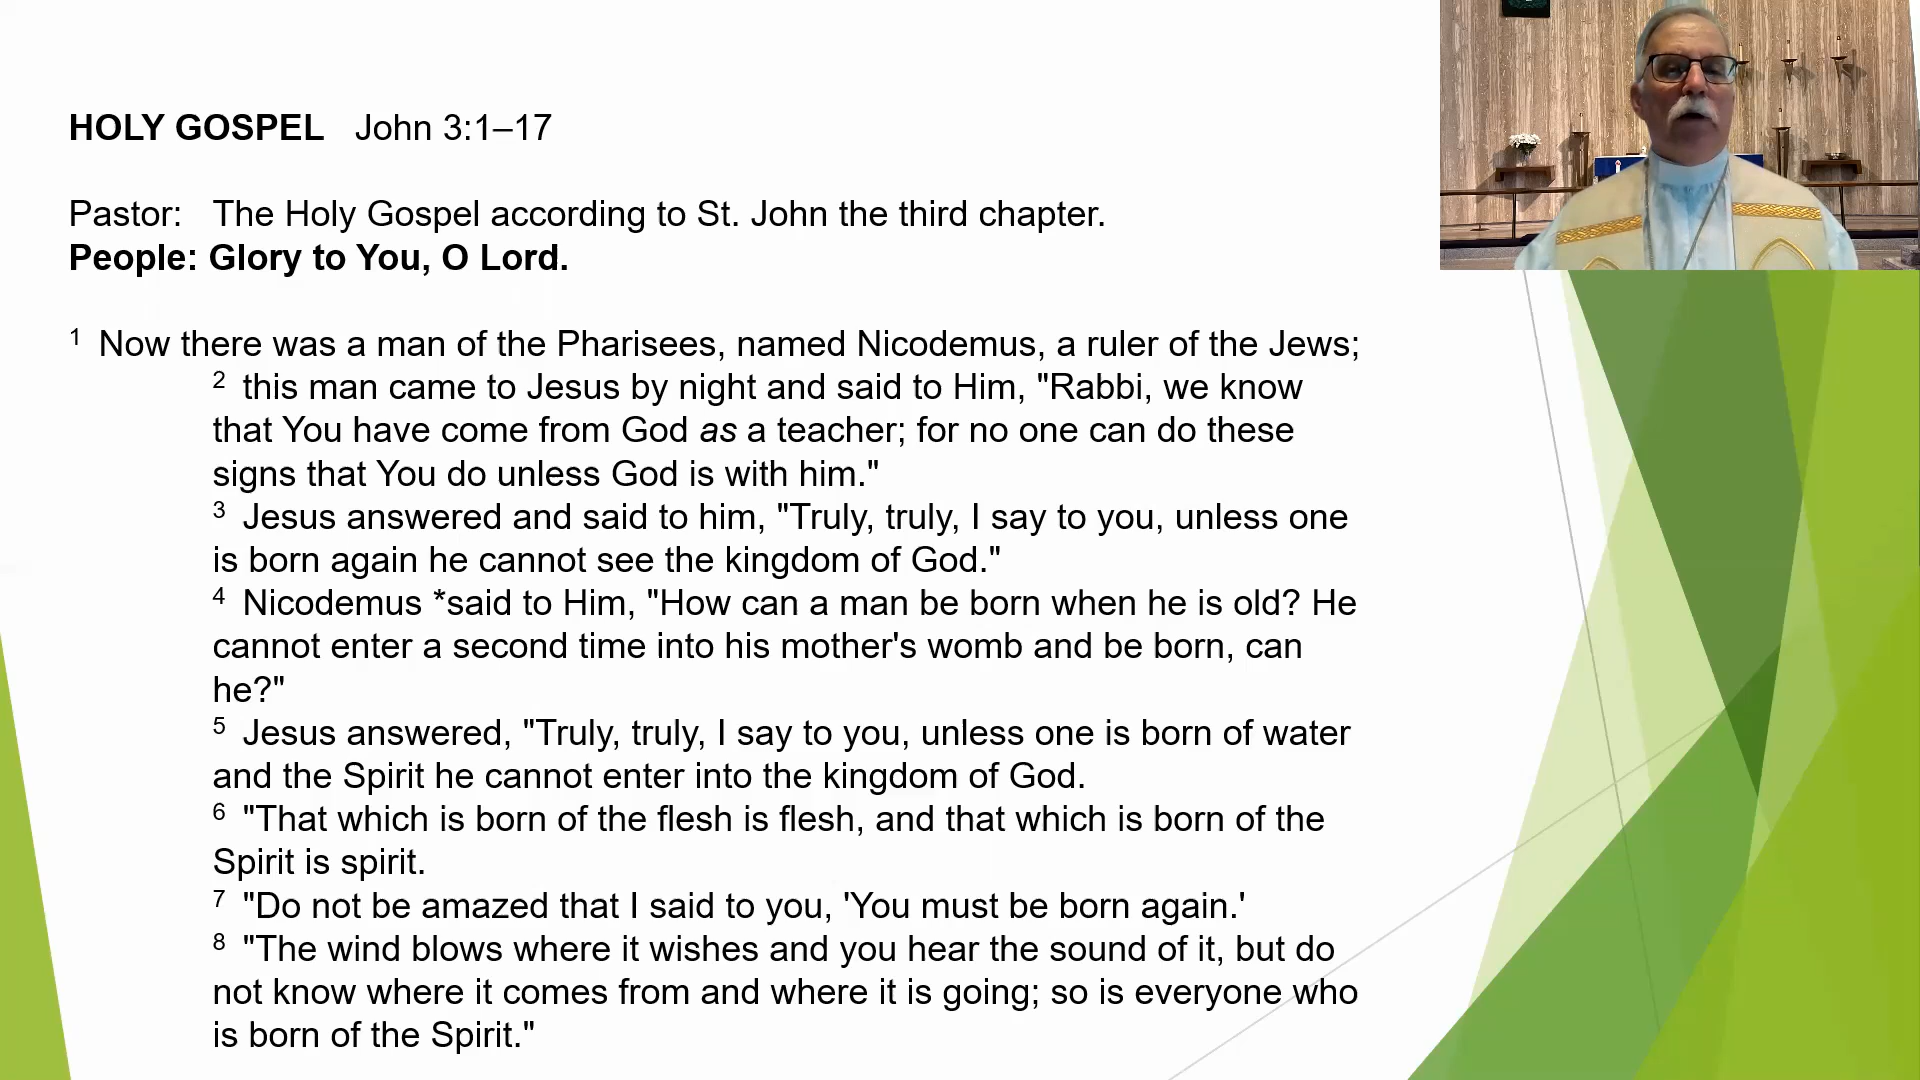 HOLY GOSPEL John 3:1–17
Pastor: The Holy Gospel according to St. John the third chapter.
People: Glory to You, O Lord.
1 Now there was a man of the Pharisees, named Nicodemus, a ruler of the Jews;
2 this man came to Jesus by night and said to Him, "Rabbi, we know
that You have come from God as a teacher; for no one can do these
signs that You do unless God is with him."
3 Jesus answered and said to him, "Truly, truly, I say to you, unless one
is born again he cannot see the kingdom of God."
4 Nicodemus *said to Him, "How can a man be born when he is old? He
cannot enter a second time into his mother's womb and be born, can
he?"
5 Jesus answered, "Truly, truly, I say to you, unless one is born of water
and the Spirit he cannot enter into the kingdom of God.
6 "That which is born of the flesh is flesh, and that which is born of the
Spirit is spirit.
7 "Do not be amazed that I said to you, 'You must be born again.'
8 "The wind blows where it wishes and you hear the sound of it, but do
not know where it comes from and where it is going; so is everyone who
is born of the Spirit."